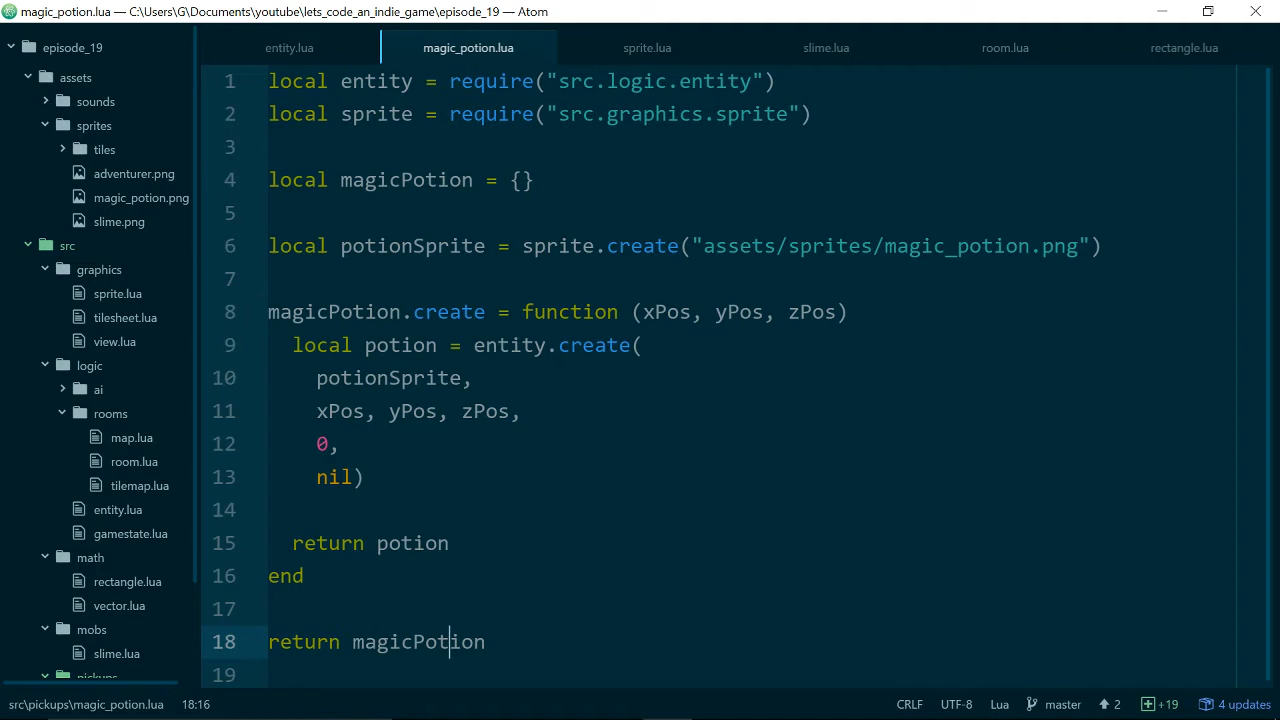 magic_potion.lua — C:\Users\G\Documents\youtube\lets_code_an_indie_game\episode_19 — Atom
episode_19
assets
sounds
sprites
tiles
adventurer.png
magic_potion.png
slime.png
src
graphics
sprite.lua
tilesheet.lua
view.lua
logic
ai
rooms
map.lua
room.lua
tilemap.lua
entity.lua
gamestate.lua
math
rectangle.lua
vector.lua
mobs
slime.lua
pickups
entity.lua magic_potion.lua sprite.lua slime.lua room.lua rectangle.lua
1 local entity = require("src.logic.entity")
2 local sprite = require("src.graphics.sprite")
3
4 local magicPotion = {}
5
6 local potionSprite = sprite.create("assets/sprites/magic_potion.png")
7
8 magicPotion.create = function (xPos, yPos, zPos)
9 local potion = entity.create(
10 potionSprite,
11 xPos, yPos, zPos,
12 0,
13 nil)
14
15 return potion
16 end
17
18 return magicPotion
19
src\pickups\magic_potion.lua 18:16 CRLF UTF-8 Lua master 2 +19 4 updates